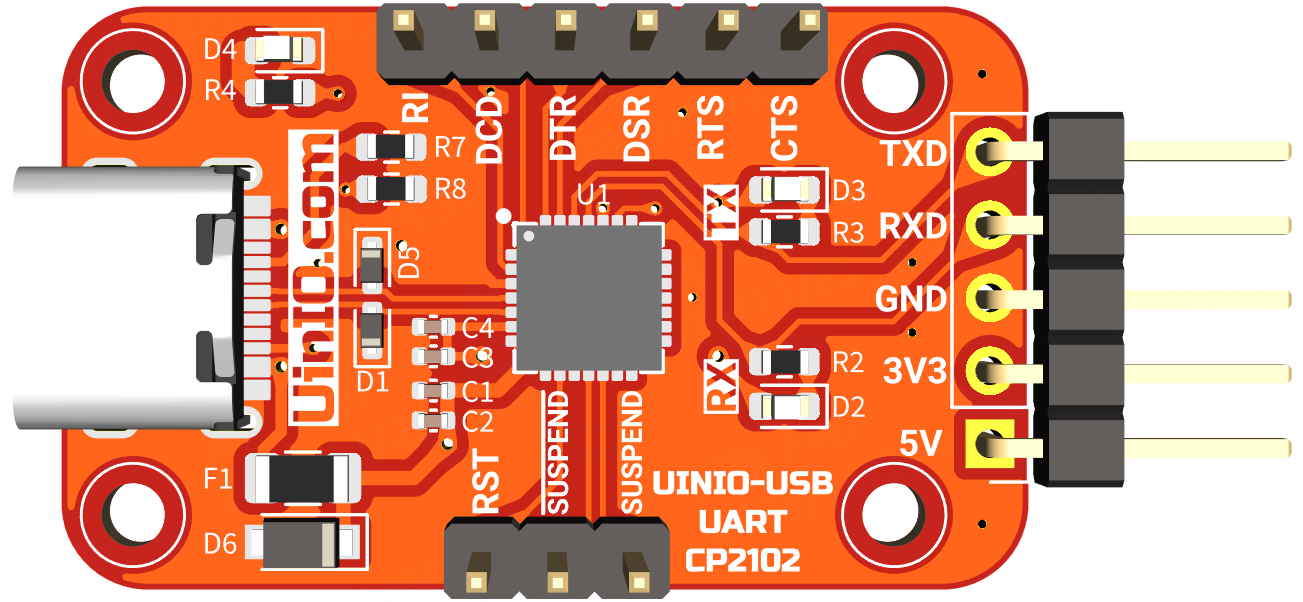 D4
R4
RI
DCD
DTR
DSR
RTS
CTS
R7
R8
U1
TX
D3
R3
TXD
RXD
GND
3V3
5V
UiniO.com
D5
D1
C4
C3
C1
C2
RX
R2
D2
F1
D6
RST
SUSPEND
SUSPEND
UINIO-USB
UART
CP2102